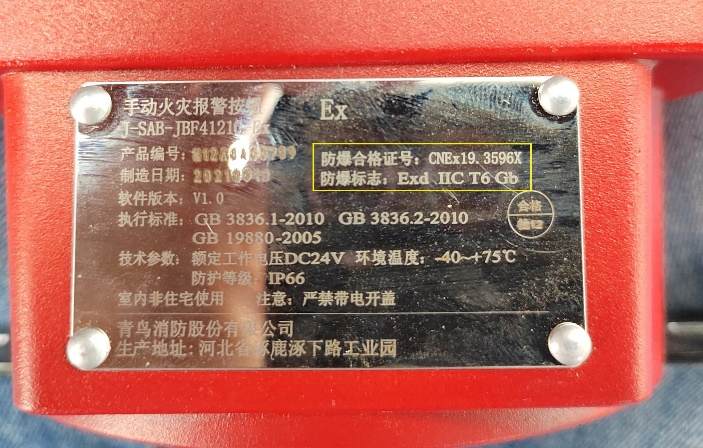 手动火灾报警按钮 Ex
J-SAB-JBF4121
产品编号:
防爆合格证号: CNEx19.3596X
制造日期:
防爆标志: Exd IIC T6 Gb
软件版本: V1.0
合格
执行标准: GB 3836.1-2010 GB 3836.2-2010
GB 19880-2005
技术参数: 额定工作电压DC24V 环境温度: -40~+75℃
防护等级: IP66
室内非住宅使用 注意: 严禁带电开盖
青鸟消防股份有限公司
生产地址: 河北省涿鹿涿下路工业园